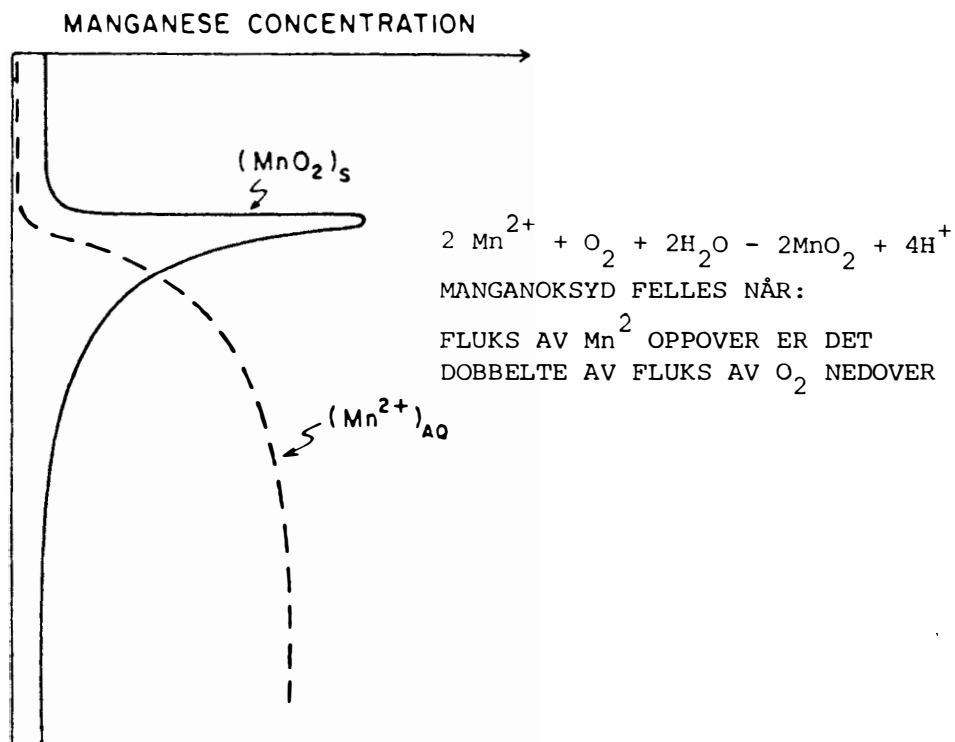 MANGANESE CONCENTRATION
(MnO₂)s
2 Mn²⁺ + O₂ + 2H₂O - 2MnO₂ + 4H⁺
MANGANOKSYD FELLES NÅR:
FLUKS AV Mn² OPPOVER ER DET
DOBBELTE AV FLUKS AV O₂ NEDOVER
(Mn²⁺)AQ